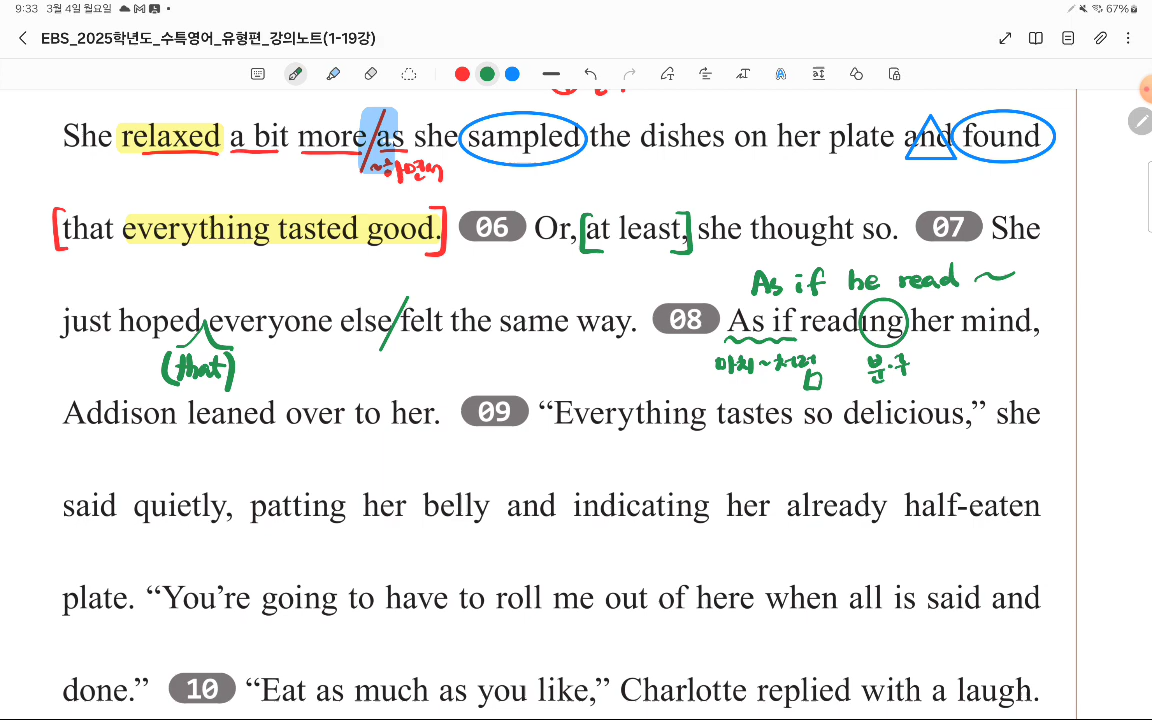 9:33 3월 4일 월요일 67%
EBS_2025학년도_수특영어_유형편_강의노트(1-19강)
She relaxed a bit more as she sampled the dishes on her plate and found
~하면서
that everything tasted good. 06 Or, at least, she thought so. 07 She
As if he read ~
just hoped everyone else felt the same way. 08 As if reading her mind,
(that) 마치~처럼 분·구
Addison leaned over to her. 09 “Everything tastes so delicious,” she
said quietly, patting her belly and indicating her already half-eaten
plate. “You’re going to have to roll me out of here when all is said and
done.” 10 “Eat as much as you like,” Charlotte replied with a laugh.